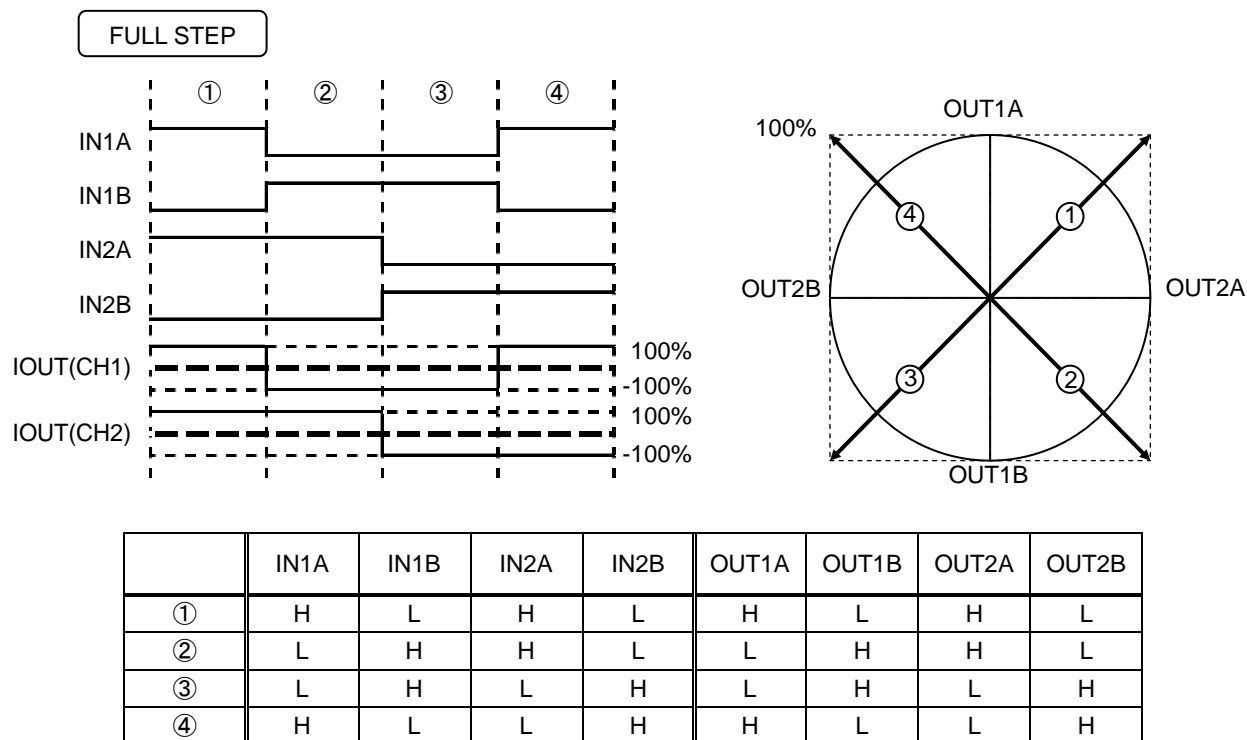 FULL STEP
① ② ③ ④
IN1A
IN1B
IN2A
IN2B
IOUT(CH1)
100%
-100%
IOUT(CH2)
100%
-100%
OUT1A
100%
④ ①
OUT2B OUT2A
③ ②
OUT1B
IN1A IN1B IN2A IN2B OUT1A OUT1B OUT2A OUT2B
① H L H L H L H L
② L H H L L H H L
③ L H L H L H L H
④ H L L H H L L H